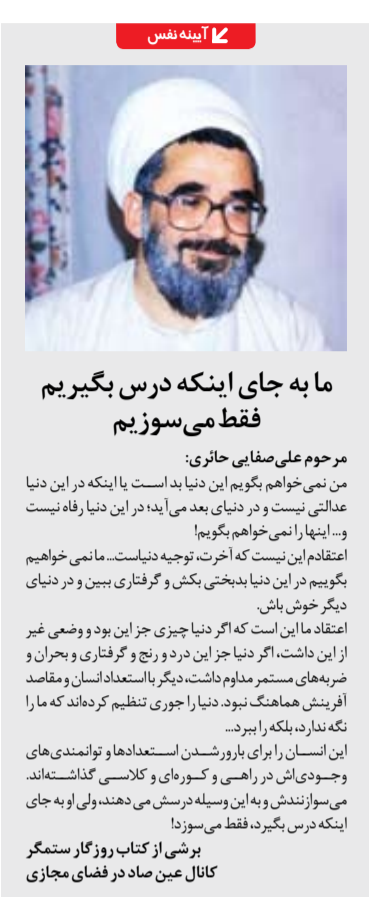 آیینه نفس
ما به جای اینکه درس بگیریم
فقط می‌سوزیم
مرحوم علی صفایی حائری:
من نمی‌خواهم بگویم این دنیا بد است یا اینکه در این دنیا
عدالتی نیست و در دنیای بعد می‌آید؛ در این دنیا رفاه نیست
و... اینها را نمی‌خواهم بگویم!
اعتقادم این نیست که آخرت، توجیه دنیاست... ما نمی خواهیم
بگوییم در این دنیا بدبختی بکش و گرفتاری ببین و در دنیای
دیگر خوش باش.
اعتقاد ما این است که اگر دنیا چیزی جز این بود و وضعی غیر
از این داشت، اگر دنیا جز این درد و رنج و گرفتاری و بحران و
ضربه‌های مستمر مداوم داشت، دیگر با استعداد انسان و مقاصد
آفرینش هماهنگ نبود. دنیا را جوری تنظیم کرده‌اند که ما را
نگه ندارد، بلکه را ببرد...
این انسان را برای بارور شدن استعدادها و توانمندی‌های
وجودی‌اش در راهی و کوره‌ای و کلاسی گذاشته‌اند.
می‌سوازنندش و به این وسیله درسش می دهند، ولی او به جای
اینکه درس بگیرد، فقط می‌سوزد!
برشی از کتاب روزگار ستمگر
کانال عین صاد در فضای مجازی